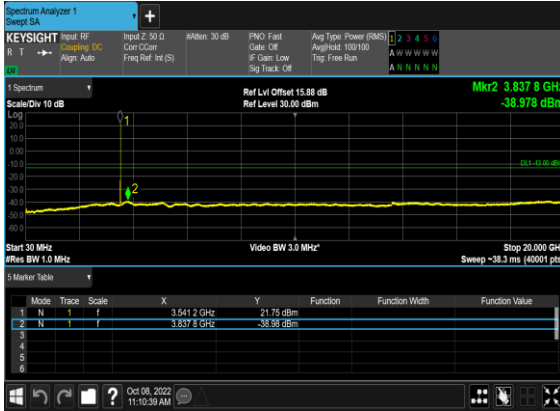 Spectrum Analyzer 1
Swept SA
+
KEYSIGHT Input: RF Input Z: 50 Ω #Atten: 30 dB PNO: Fast Avg Type: Power (RMS) 1 2 3 4 5 6
R T Coupling: DC Corr CCorr Gate: Off Avg|Hold: 100/100 A W W W W W
Align: Auto Freq Ref: Int (S) IF Gain: Low Trig: Free Run
Sig Track: Off A N N N N N
1 Spectrum
Ref Lvl Offset 15.88 dB Mkr2 3.837 8 GHz
Scale/Div 10 dB Ref Level 30.00 dBm -38.978 dBm
Log
20.0
10.0
0.00
-10.0
-20.0
-30.0
-40.0
-50.0
-60.0
1
2
DL1 -13.00 dBm
Start 30 MHz Video BW 3.0 MHz* Stop 20.000 GHz
#Res BW 1.0 MHz Sweep ~38.3 ms (40001 pts)
5 Marker Table
Mode Trace Scale X Y Function Function Width Function Value
1 N 1 f 3.541 2 GHz 21.75 dBm
2 N 1 f 3.837 8 GHz -38.98 dBm
3
4
5
6
?
Oct 08, 2022
11:10:39 AM